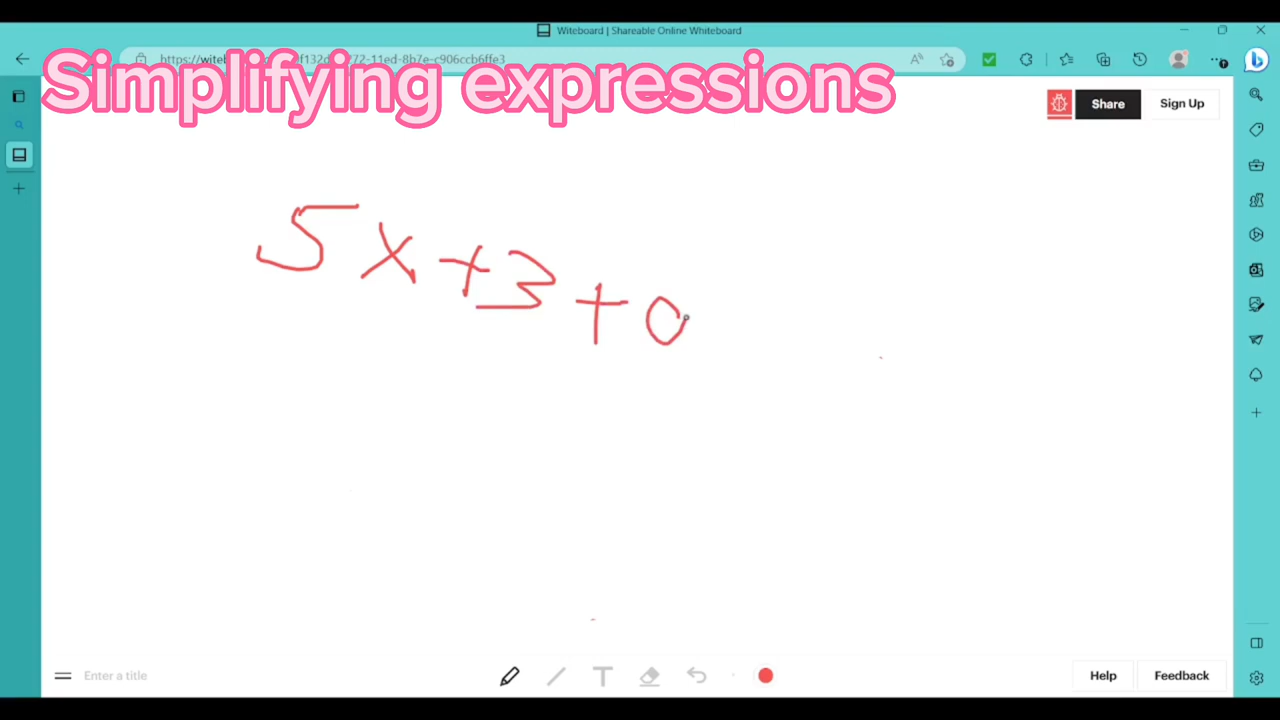 Witeboard | Shareable Online Whiteboard
Simplifying expressions
Share
Sign Up
5x+3+0
Enter a title
T
Help
Feedback